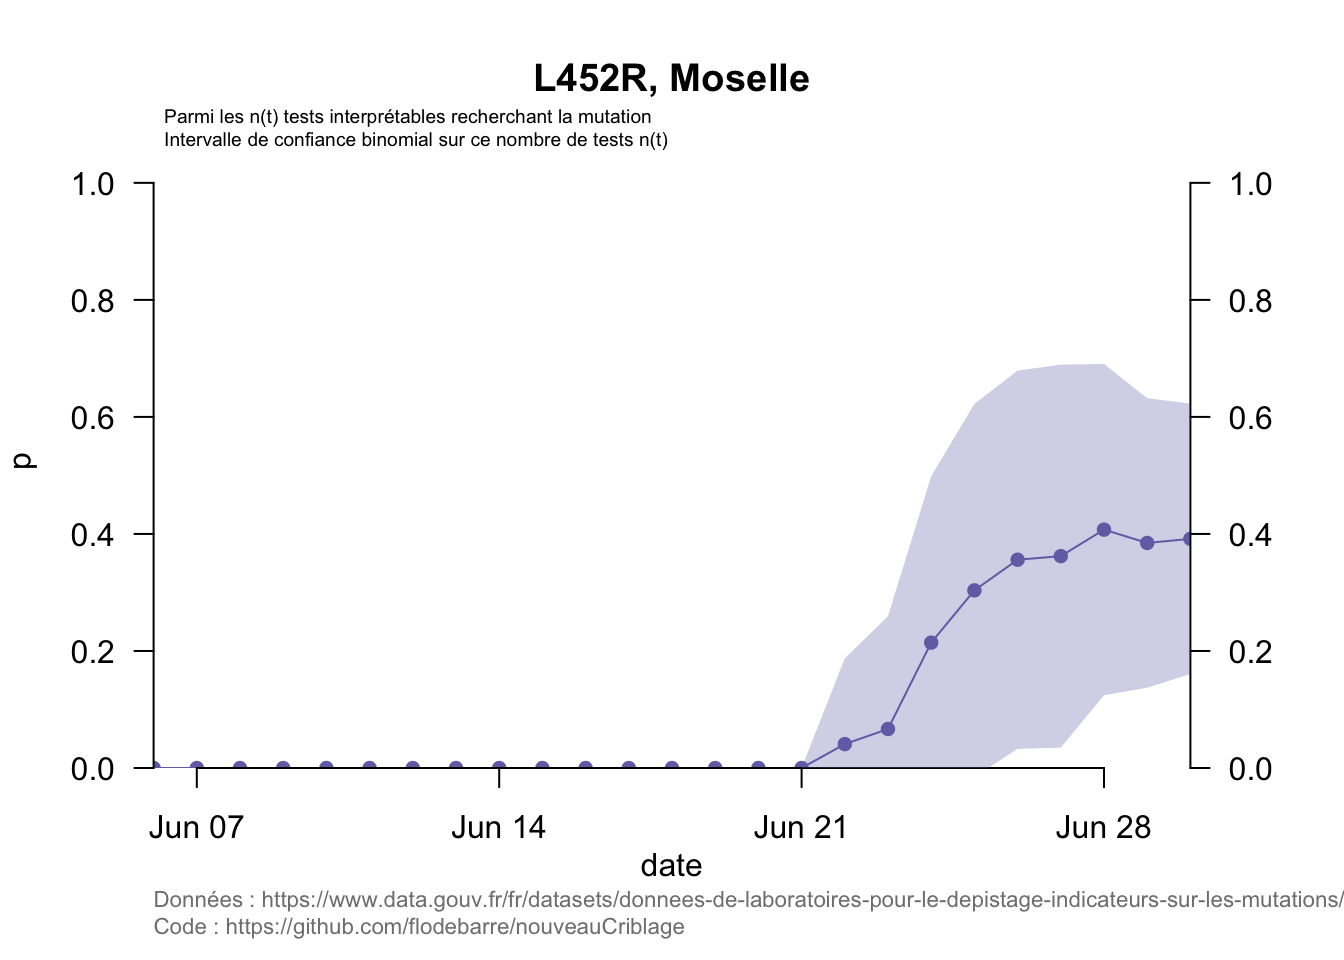 L452R, Moselle
Parmi les n(t) tests interprétables recherchant la mutation
Intervalle de confiance binomial sur ce nombre de tests n(t)
1.0 1.0
0.8 0.8
0.6 0.6
p
0.4 0.4
0.2 0.2
0.0 0.0
Jun 07 Jun 14 Jun 21 Jun 28
date
Données : https://www.data.gouv.fr/fr/datasets/donnees-de-laboratoires-pour-le-depistage-indicateurs-sur-les-mutations/
Code : https://github.com/flodebarre/nouveauCriblage